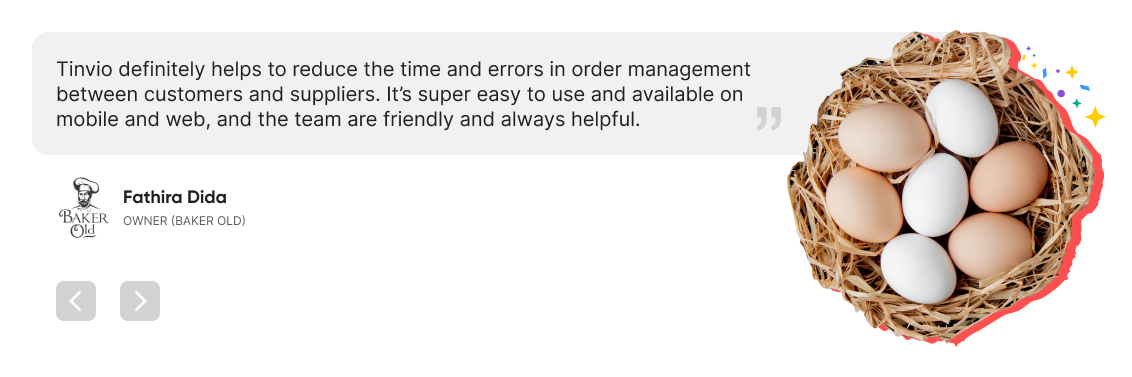 Tinvio definitely helps to reduce the time and errors in order management
between customers and suppliers. It’s super easy to use and available on
mobile and web, and the team are friendly and always helpful.
”
Fathira Dida
OWNER (BAKER OLD)
BAKER
Old